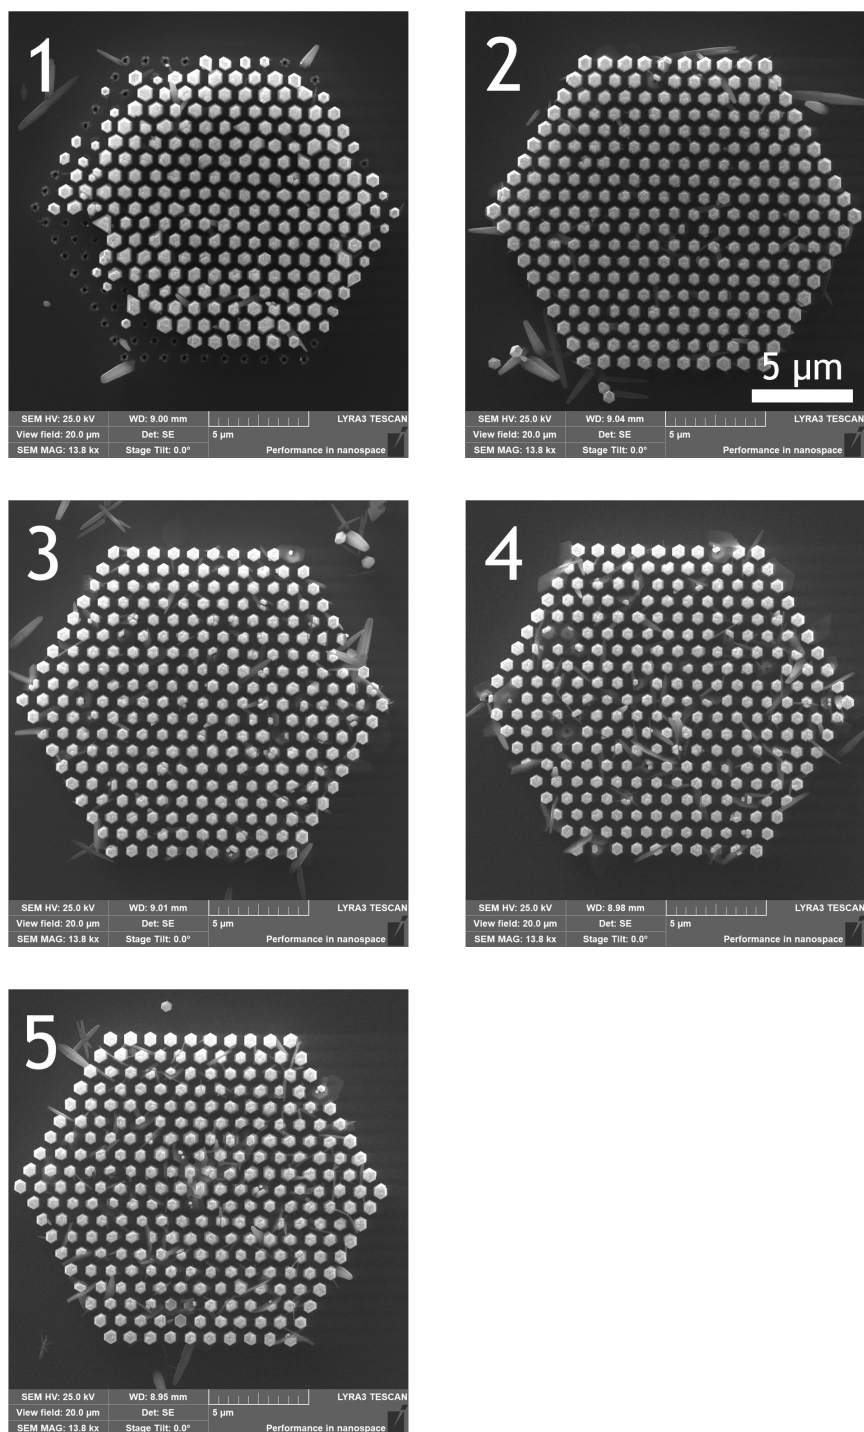 1
SEM HV: 25.0 kV WD: 9.00 mm LYRA3 TESCAN
View field: 20.0 µm Det: SE 5 µm
SEM MAG: 13.8 kx Stage Tilt: 0.0° Performance in nanospace
2
5 µm
SEM HV: 25.0 kV WD: 9.04 mm LYRA3 TESCAN
View field: 20.0 µm Det: SE 5 µm
SEM MAG: 13.8 kx Stage Tilt: 0.0° Performance in nanospace
3
SEM HV: 25.0 kV WD: 9.01 mm LYRA3 TESCAN
View field: 20.0 µm Det: SE 5 µm
SEM MAG: 13.8 kx Stage Tilt: 0.0° Performance in nanospace
4
SEM HV: 25.0 kV WD: 8.98 mm LYRA3 TESCAN
View field: 20.0 µm Det: SE 5 µm
SEM MAG: 13.8 kx Stage Tilt: 0.0° Performance in nanospace
5
SEM HV: 25.0 kV WD: 8.95 mm LYRA3 TESCAN
View field: 20.0 µm Det: SE 5 µm
SEM MAG: 13.8 kx Stage Tilt: 0.0° Performance in nanospace